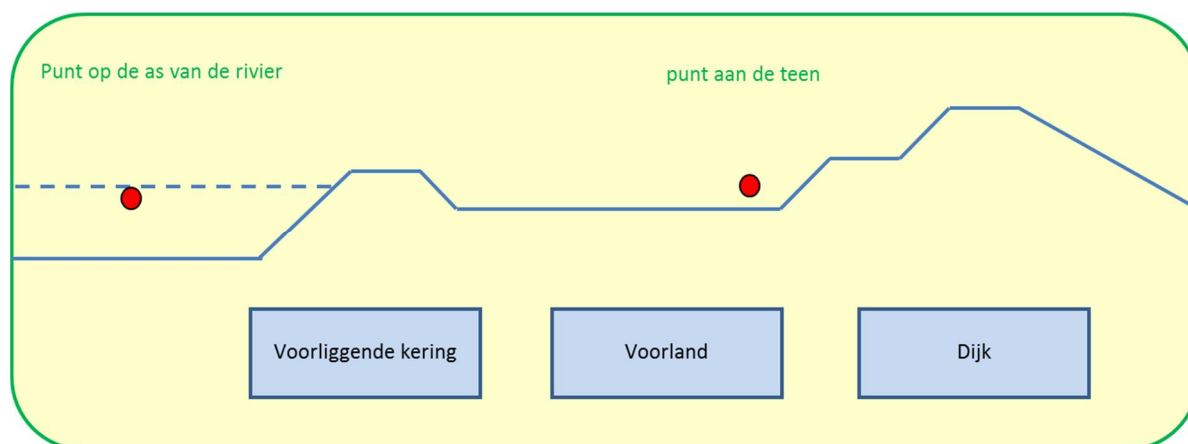 Punt op de as van de rivier
punt aan de teen
Voorliggende kering
Voorland
Dijk